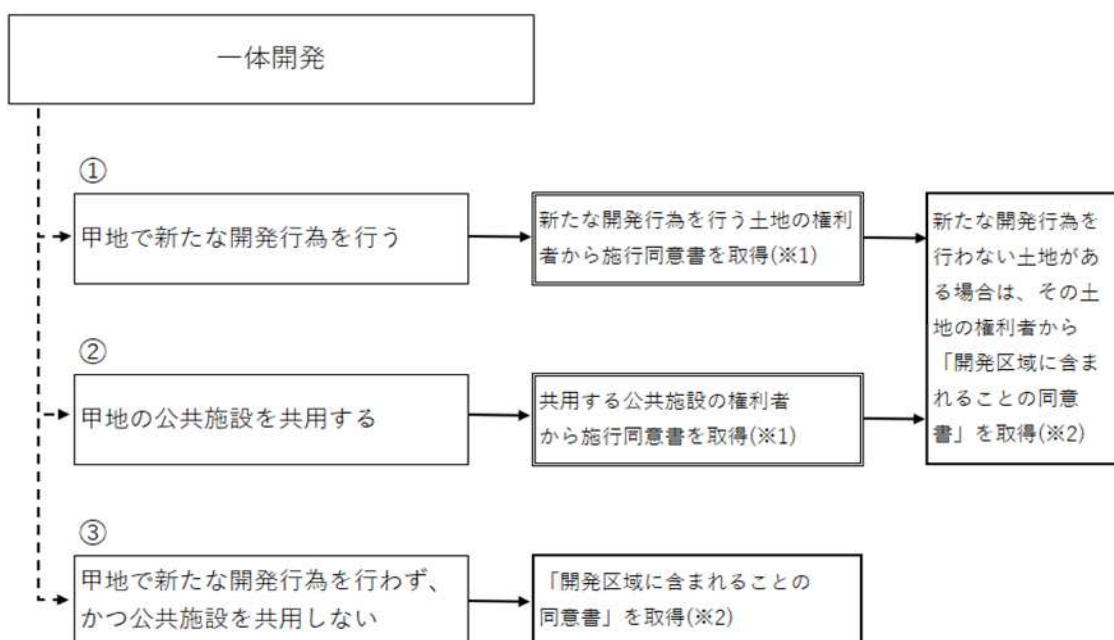 一体開発
①
甲地で新たな開発行為を行う
新たな開発行為を行う土地の権利
者から施行同意書を取得(※1)
新たな開発行為を
行わない土地があ
る場合は、その土
地の権利者から
「開発区域に含ま
れることの同意
書」を取得(※2)
②
甲地の公共施設を共用する
共用する公共施設の権利者
から施行同意書を取得(※1)
③
甲地で新たな開発行為を行わず、
かつ公共施設を共用しない
「開発区域に含まれることの
同意書」を取得(※2)